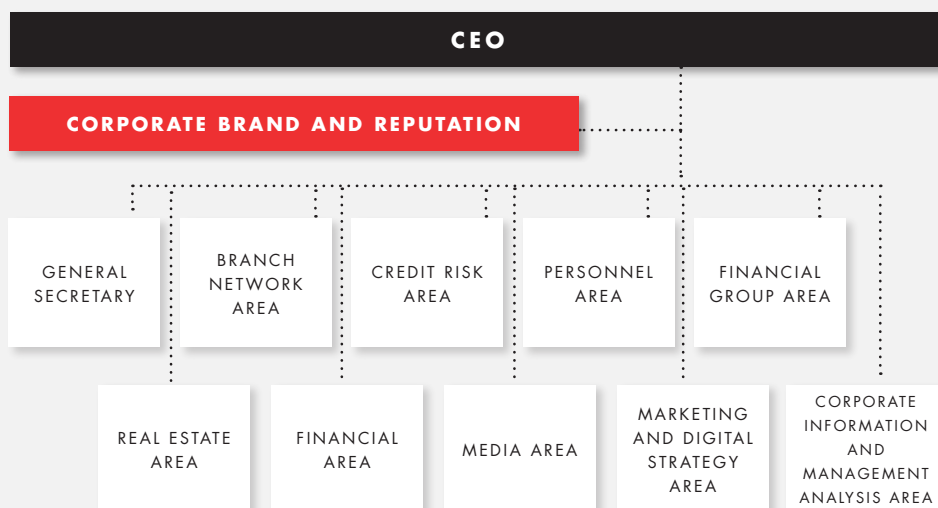 CEO
CORPORATE BRAND AND REPUTATION
GENERAL
SECRETARY
BRANCH
NETWORK
AREA
CREDIT RISK
AREA
PERSONNEL
AREA
FINANCIAL
GROUP AREA
REAL ESTATE
AREA
FINANCIAL
AREA
MEDIA AREA
MARKETING
AND DIGITAL
STRATEGY
AREA
CORPORATE
INFORMATION
AND
MANAGEMENT
ANALYSIS AREA